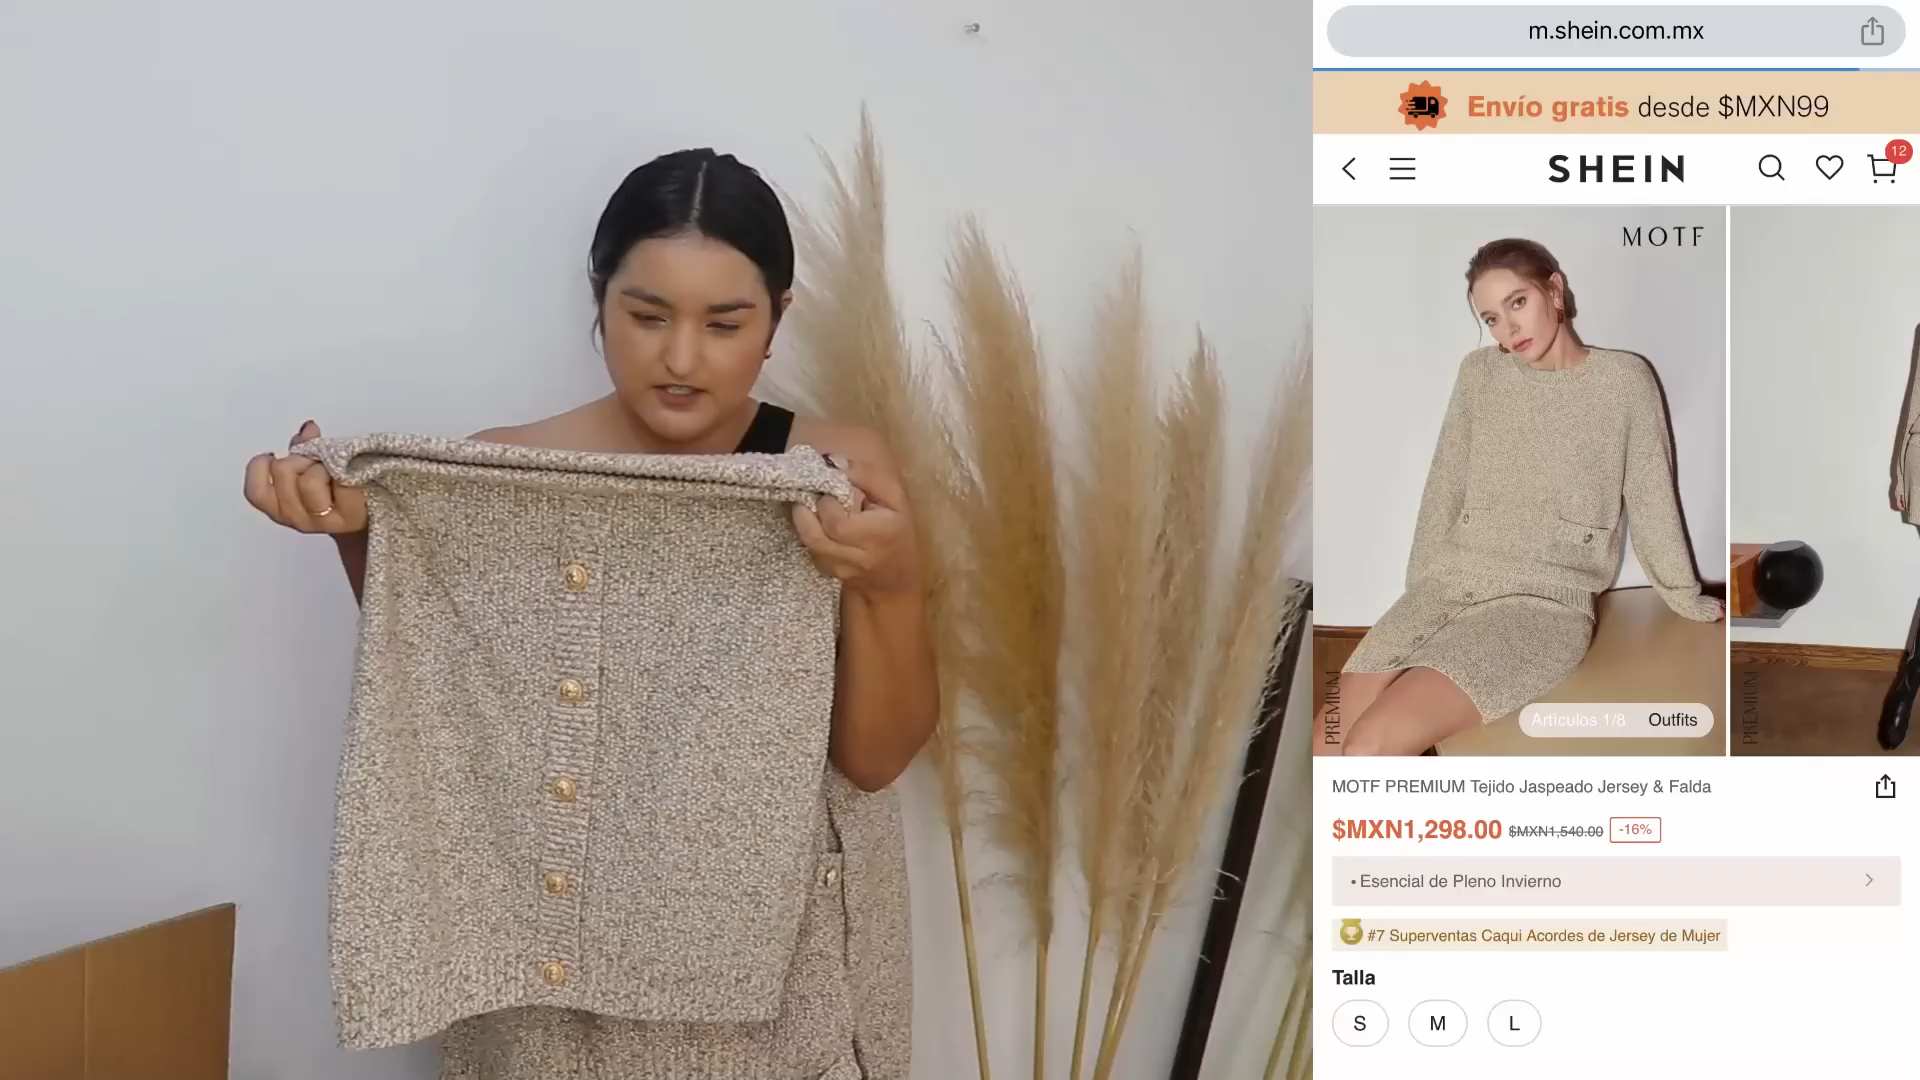 m.shein.com.mx
Envío gratis desde $MXN99
SHEIN
12
MOTF
PREMIUM
PREMIUM
Artículos 1/8 Outfits
MOTF PREMIUM Tejido Jaspeado Jersey & Falda
$MXN1,298.00 $MXN1,540.00 -16%
• Esencial de Pleno Invierno
#7 Superventas Caqui Acordes de Jersey de Mujer
Talla
S M L